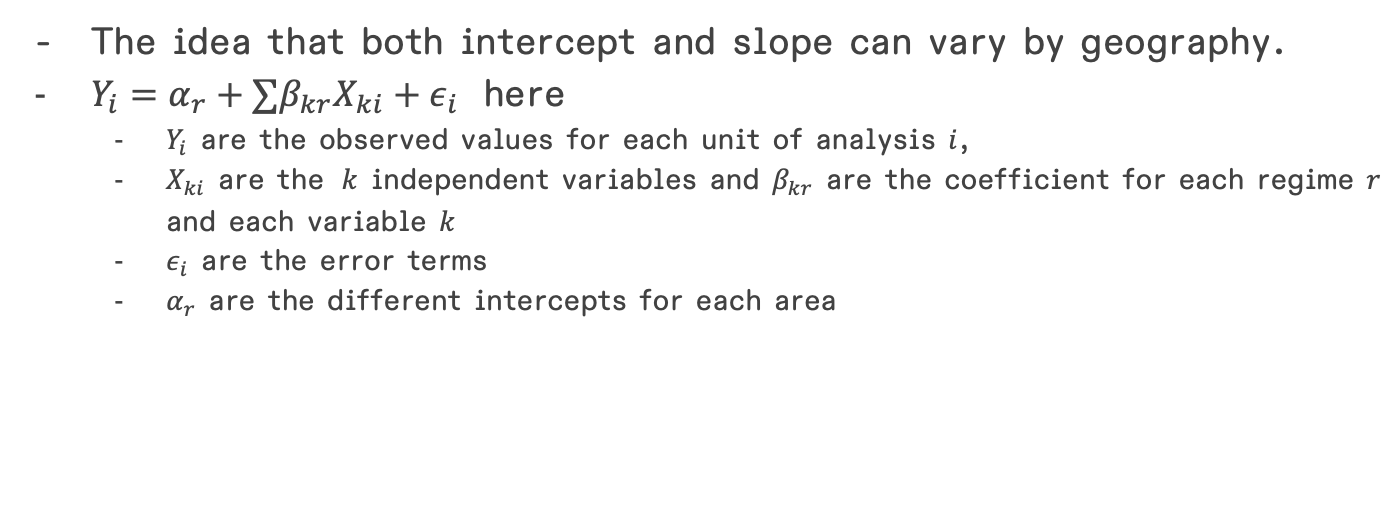 - The idea that both intercept and slope can vary by geography.
- Yᵢ = αᵣ + ∑βₖᵣXₖᵢ + ϵᵢ here
- Yᵢ are the observed values for each unit of analysis i,
- Xₖᵢ are the k independent variables and βₖᵣ are the coefficient for each regime r
and each variable k
- ϵᵢ are the error terms
- αᵣ are the different intercepts for each area